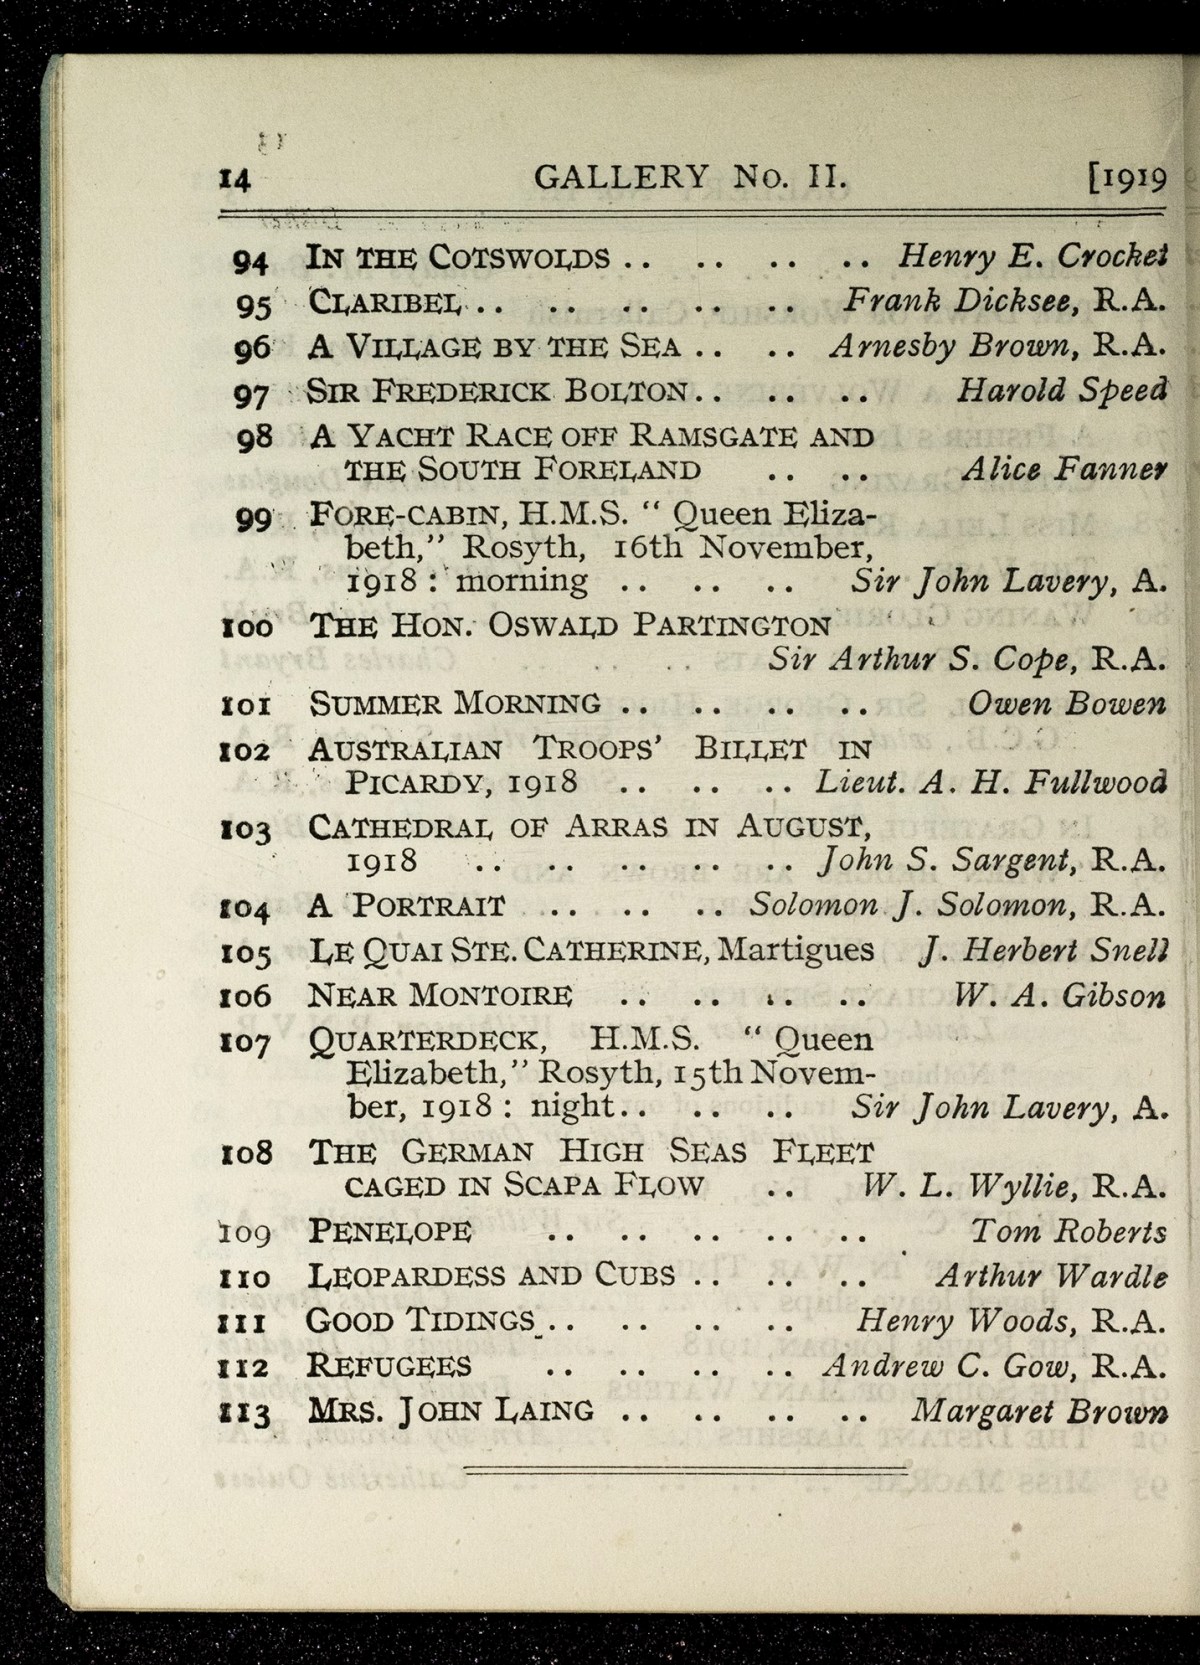 14 GALLERY No. II. [1919
94 IN THE COTSWOLDS .. .. .. .. Henry E. Crocket
95 CLARIBEL .. .. .. .. .. Frank Dicksee, R.A.
96 A VILLAGE BY THE SEA .. .. Arnesby Brown, R.A.
97 SIR FREDERICK BOLTON .. .. .. Harold Speed
98 A YACHT RACE OFF RAMSGATE AND
THE SOUTH FORELAND .. .. Alice Fanner
99 FORE-CABIN, H.M.S. “ Queen Eliza-
beth,” Rosyth, 16th November,
1918 : morning .. .. .. Sir John Lavery, A.
100 THE HON. OSWALD PARTINGTON
Sir Arthur S. Cope, R.A.
101 SUMMER MORNING .. .. .. .. Owen Bowen
102 AUSTRALIAN TROOPS’ BILLET IN
PICARDY, 1918 .. .. .. Lieut. A. H. Fullwood
103 CATHEDRAL OF ARRAS IN AUGUST,
1918 .. .. .. .. .. John S. Sargent, R.A.
104 A PORTRAIT .. .. .. Solomon J. Solomon, R.A.
105 LE QUAI STE. CATHERINE, Martigues J. Herbert Snell
106 NEAR MONTOIRE .. .. .. .. W. A. Gibson
107 QUARTERDECK, H.M.S. “ Queen
Elizabeth,” Rosyth, 15th Novem-
ber, 1918 : night .. .. .. Sir John Lavery, A.
108 THE GERMAN HIGH SEAS FLEET
CAGED IN SCAPA FLOW .. W. L. Wyllie, R.A.
109 PENELOPE .. .. .. .. .. Tom Roberts
110 LEOPARDESS AND CUBS .. .. .. Arthur Wardle
111 GOOD TIDINGS .. .. .. .. Henry Woods, R.A.
112 REFUGEES .. .. .. .. Andrew C. Gow, R.A.
113 MRS. JOHN LAING .. .. .. .. Margaret Brown